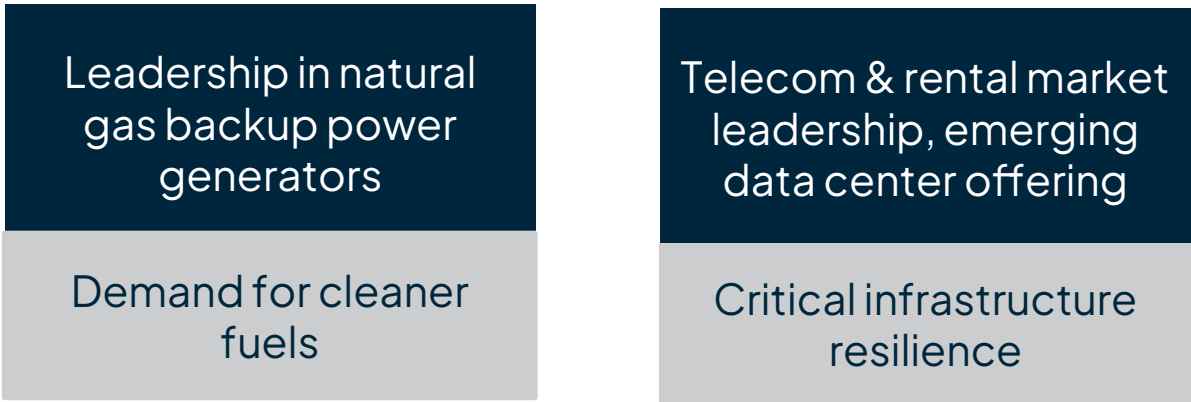 Leadership in natural
gas backup power
generators
Demand for cleaner
fuels
Telecom & rental market
leadership, emerging
data center offering
Critical infrastructure
resilience